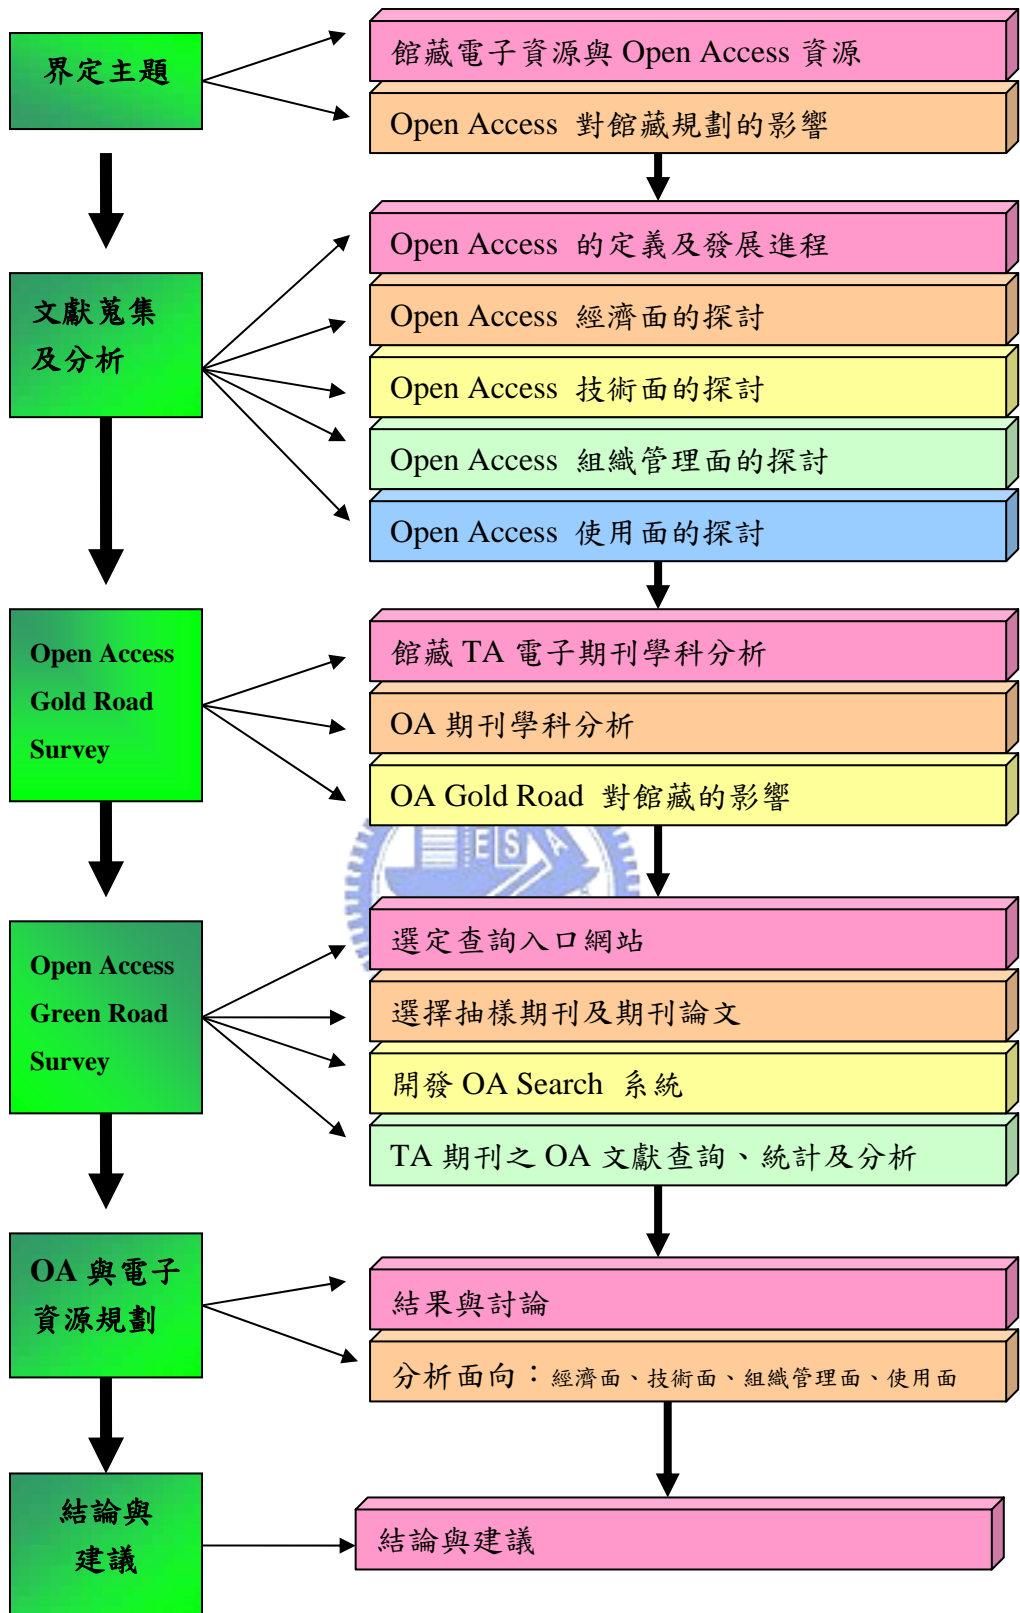 界定主題
館藏電子資源與 Open Access 資源
Open Access 對館藏規劃的影響
文獻蒐集
及分析
Open Access 的定義及發展進程
Open Access 經濟面的探討
Open Access 技術面的探討
Open Access 組織管理面的探討
Open Access 使用面的探討
Open Access
Gold Road
Survey
館藏 TA 電子期刊學科分析
OA 期刊學科分析
OA Gold Road 對館藏的影響
ESA
Open Access
Green Road
Survey
選定查詢入口網站
選擇抽樣期刊及期刊論文
開發 OA Search 系統
TA 期刊之 OA 文獻查詢、統計及分析
OA 與電子
資源規劃
結果與討論
分析面向：經濟面、技術面、組織管理面、使用面
結論與
建議
結論與建議